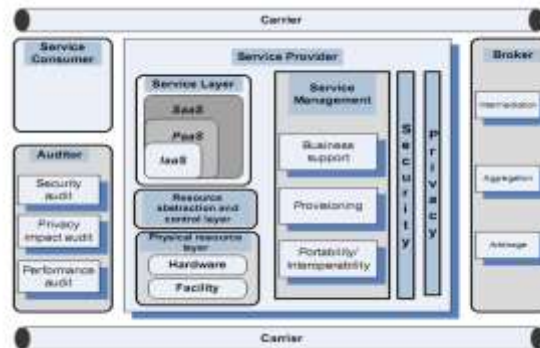 Carrier
Service
Consumer
Auditor
Security
audit
Privacy
impact audit
Performance
audit
Service Provider
Service Layer
SaaS
PaaS
IaaS
Resource
abstraction and
control layer
Physical resource
layer
Hardware
Facility
Service
Management
Business
support
Provisioning
Portability/
Interoperability
Security
Privacy
Broker
Intermediation
Aggregation
Arbitrage
Carrier